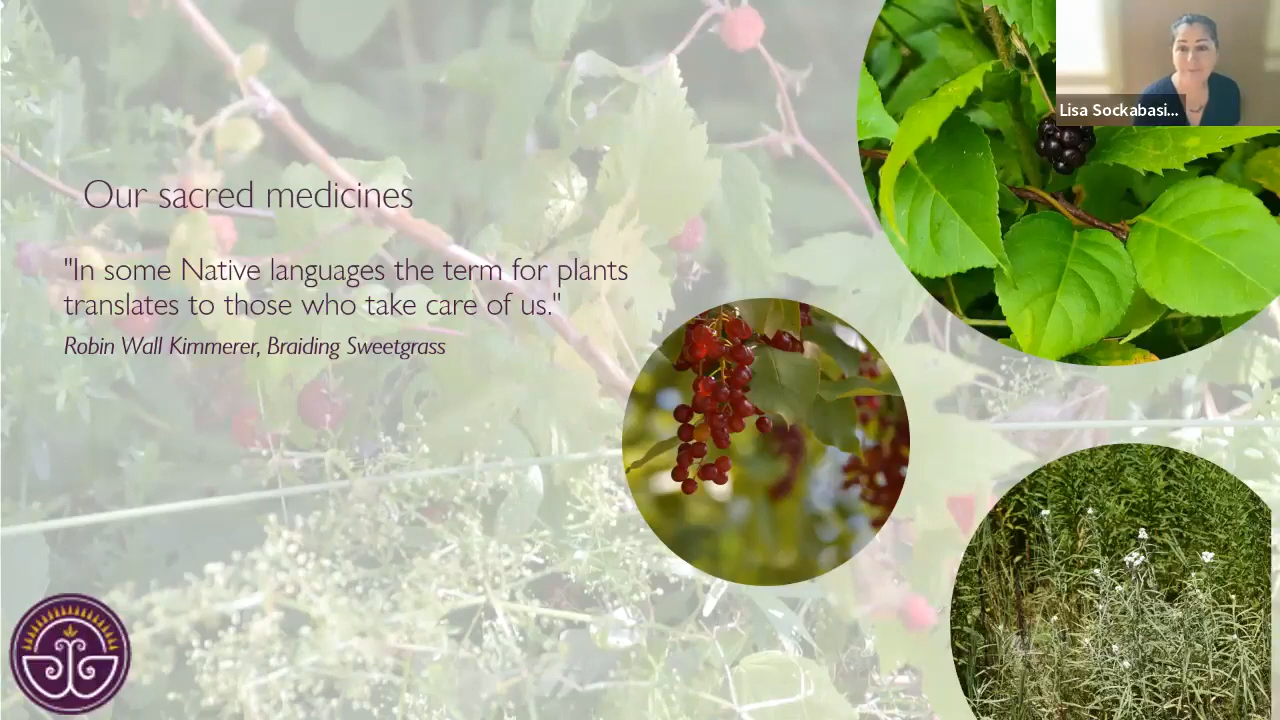 Lisa Sockabasi...
Our sacred medicines
"In some Native languages the term for plants
translates to those who take care of us."
Robin Wall Kimmerer, Braiding Sweetgrass